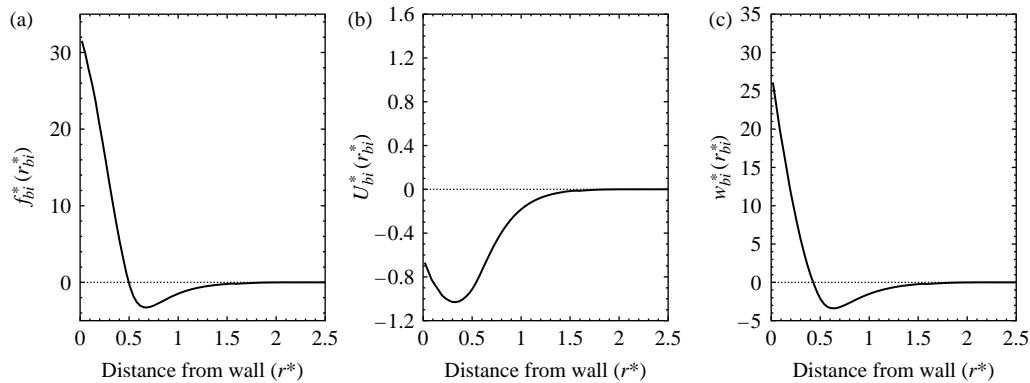 (a)
30
20
10
0
f*bi (r*bi)
0 0.5 1 1.5 2 2.5
Distance from wall (r*)
(b)
1.6
1.2
0.8
0.4
0
−0.4
−0.8
−1.2
U*bi (r*bi)
0 0.5 1 1.5 2 2.5
Distance from wall (r*)
(c)
35
30
25
20
15
10
5
0
−5
w*bi (r*bi)
0 0.5 1 1.5 2 2.5
Distance from wall (r*)